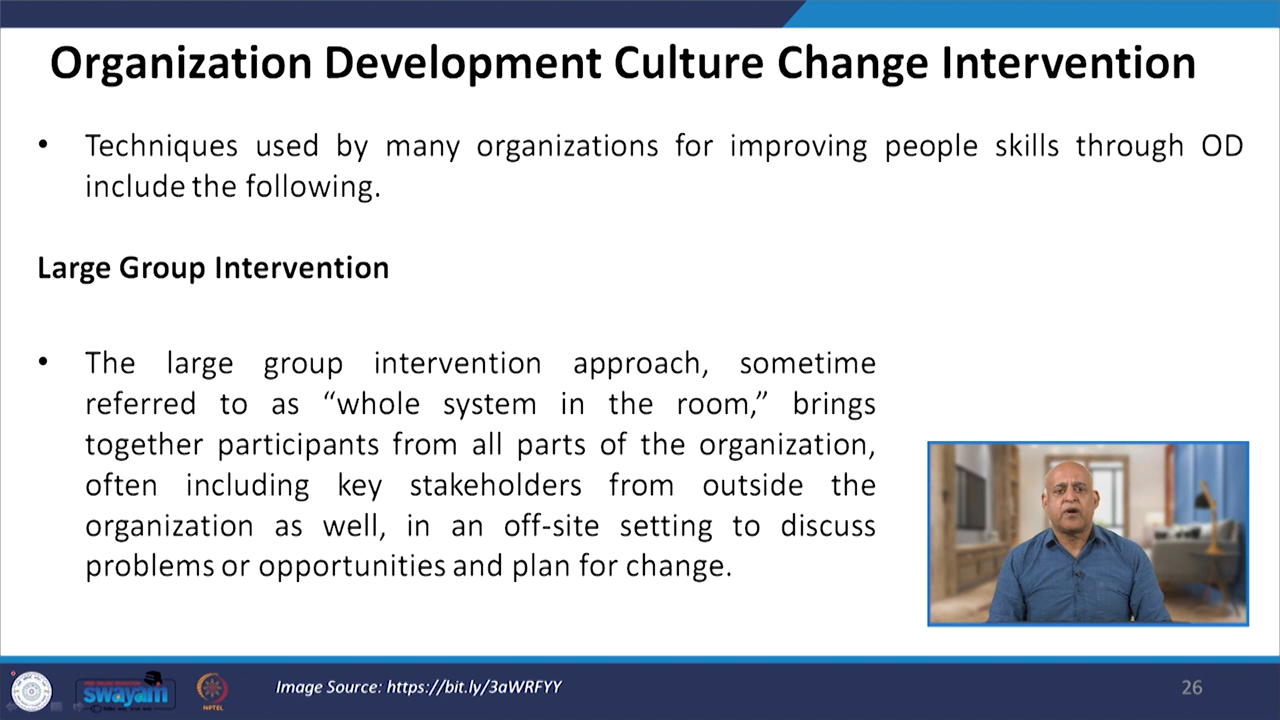 Organization Development Culture Change Intervention
• Techniques used by many organizations for improving people skills through OD
include the following.
Large Group Intervention
• The large group intervention approach, sometime
referred to as “whole system in the room,” brings
together participants from all parts of the organization,
often including key stakeholders from outside the
organization as well, in an off-site setting to discuss
problems or opportunities and plan for change.
swayam
NPTEL
Image Source: https://bit.ly/3aWRFYY
26